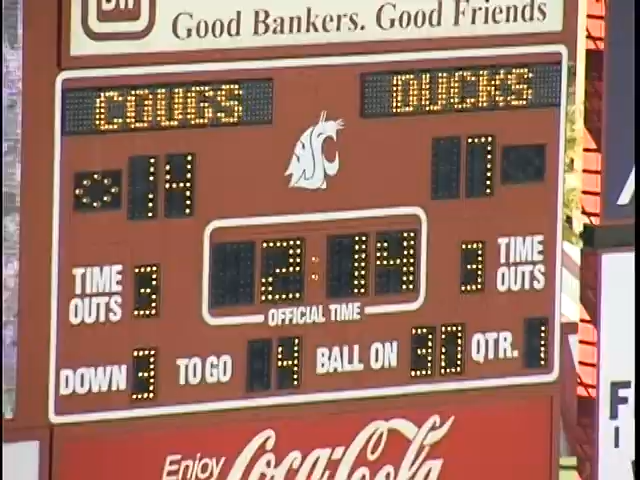 Good Bankers. Good Friends
COUGS DUCKS
14 7
TIME OUTS 3 2:14 3 TIME OUTS
OFFICIAL TIME
DOWN 3 TO GO 4 BALL ON 30 QTR. 1
Enjoy
Coca-Cola